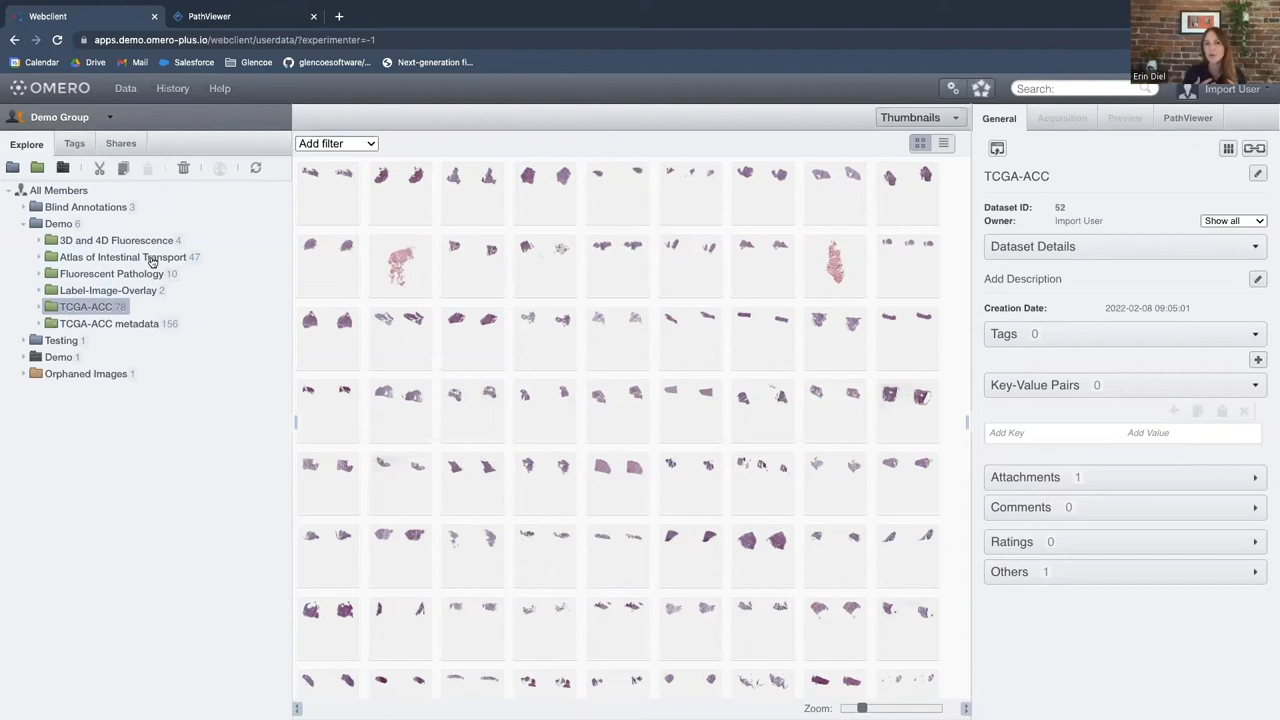 Webclient
PathViewer
apps.demo.omero-plus.io/webclient/userdata/?experimenter=-1
Calendar
Drive
Mail
Salesforce
Glencoe
glencoesoftware/...
Next-generation fi...
Erin Diel
OMERO
Data
History
Help
Search:
Import User
Demo Group
Thumbnails
General
Acquisition
Preview
PathViewer
Explore
Tags
Shares
Add filter
TCGA-ACC
All Members
Blind Annotations 3
Demo 6
3D and 4D Fluorescence 4
Atlas of Intestinal Transport 47
Fluorescent Pathology 10
Label-Image-Overlay 2
TCGA-ACC 78
TCGA-ACC metadata 156
Testing 1
Demo 1
Orphaned Images 1
Dataset ID: 52
Owner: Import User
Show all
Dataset Details
Add Description
Creation Date: 2022-02-08 09:05:01
Tags 0
Key-Value Pairs 0
Add Key Add Value
Attachments 1
Comments 0
Ratings 0
Others 1
Zoom: